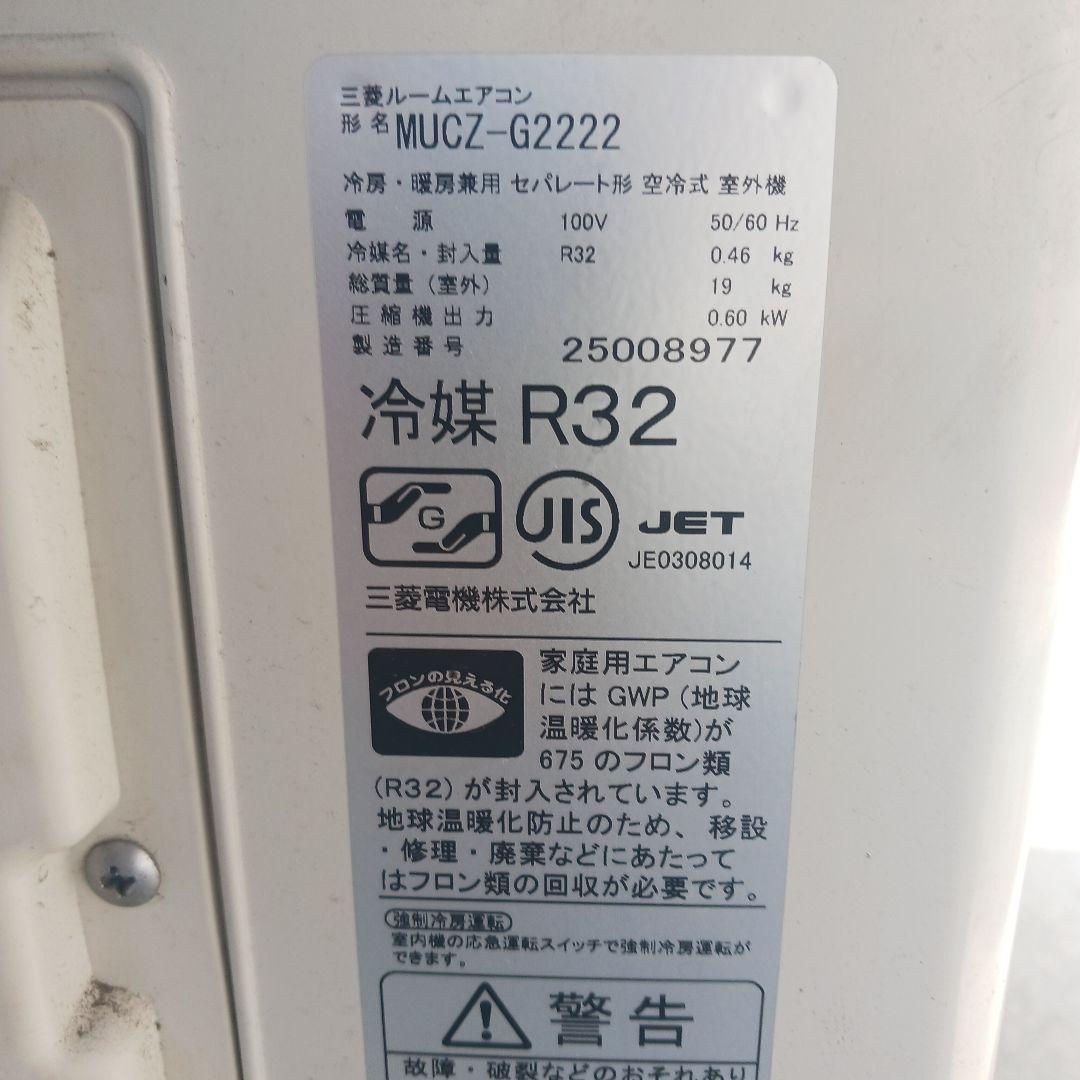 三菱ルームエアコン
形名 MUCZ-G2222
冷房・暖房兼用 セパレート形 空冷式 室外機
電源 100V 50/60 Hz
冷媒名・封入量 R32 0.46 kg
総質量（室外） 19 kg
圧縮機出力 0.60 kW
製造番号 25008977
冷媒 R32
G
JIS JET
JE0308014
三菱電機株式会社
フロンの見える化
家庭用エアコン
には GWP（地球
温暖化係数）が
675 のフロン類
(R32) が封入されています。
地球温暖化防止のため、移設
・修理・廃棄などにあたって
はフロン類の回収が必要です。
強制冷房運転
室内機の応急運転スイッチで強制冷房運転が
できます。
警告
故障・破裂などのおそれあり